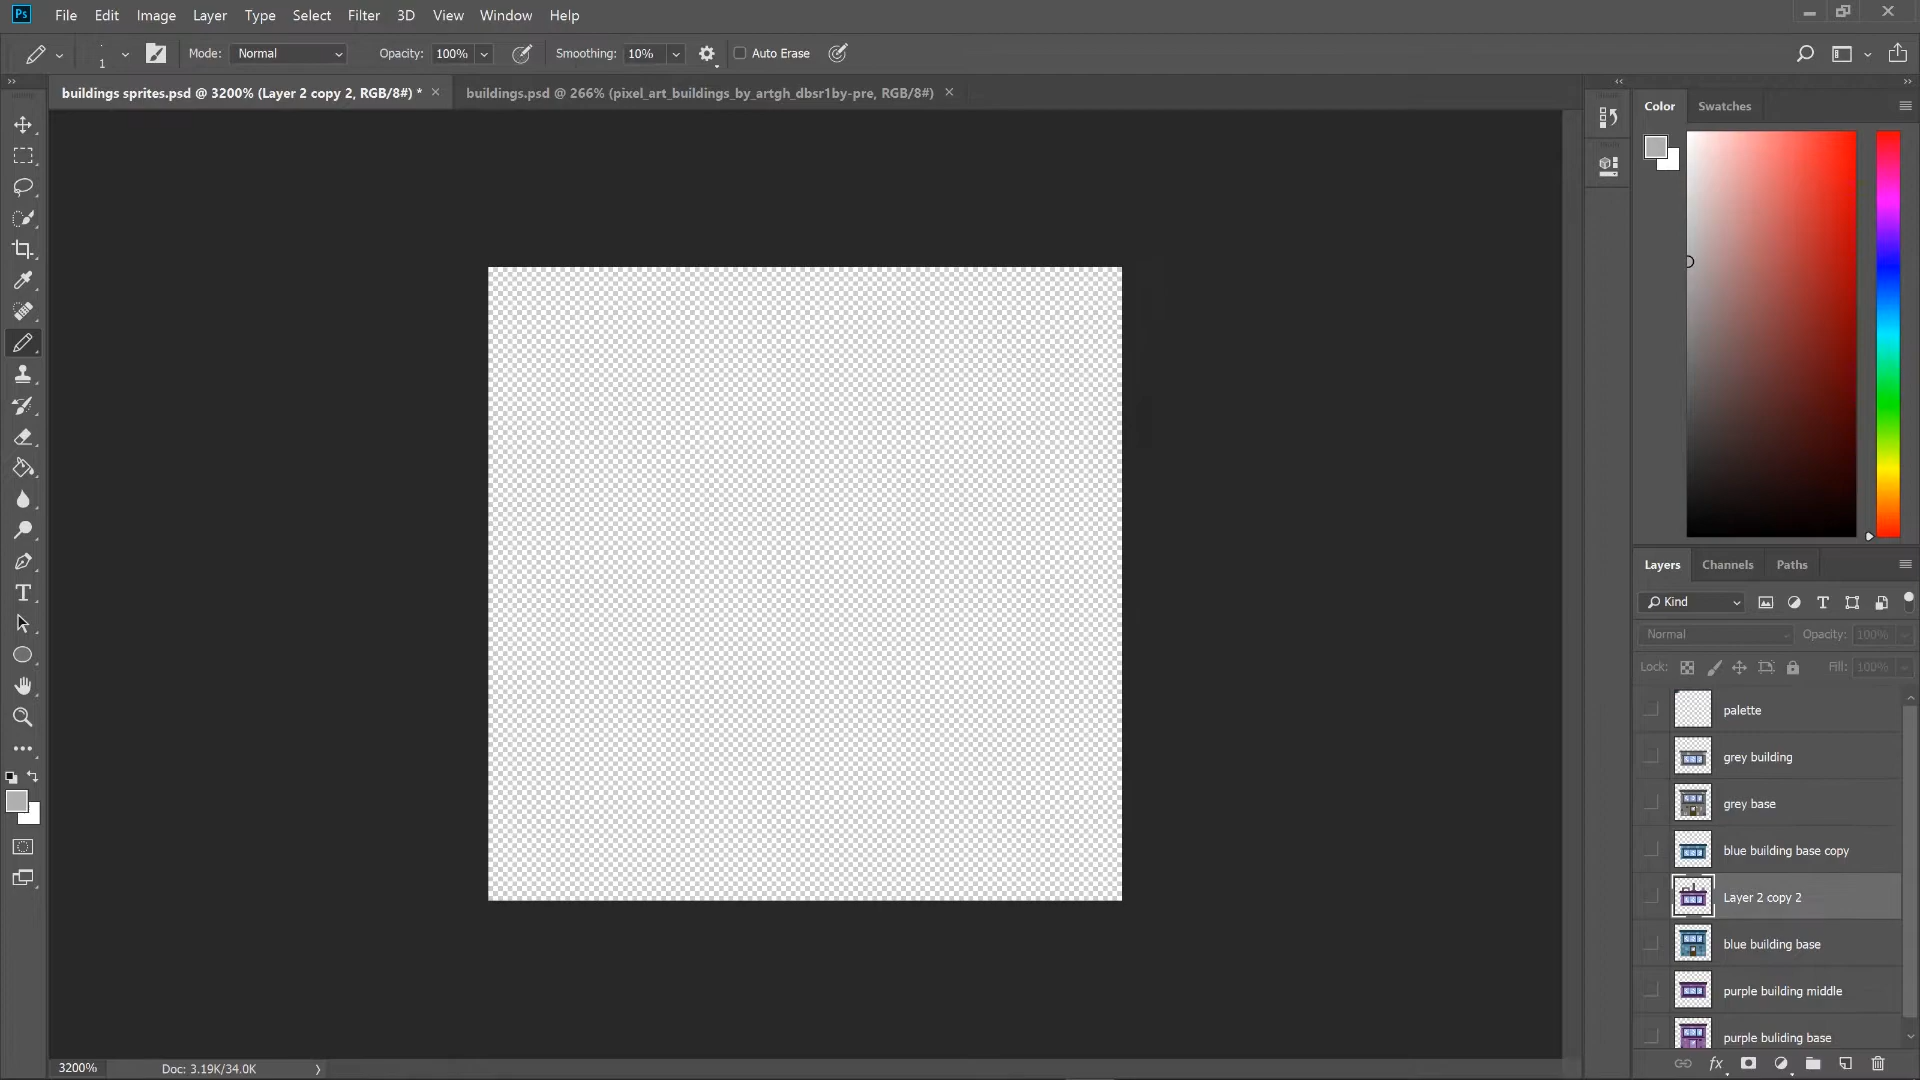 Ps File Edit Image Layer Type Select Filter 3D View Window Help
1 Mode: Normal Opacity: 100% Smoothing: 10% Auto Erase
buildings sprites.psd @ 3200% (Layer 2 copy 2, RGB/8#) * × buildings.psd @ 266% (pixel_art_buildings_by_artgh_dbsr1by-pre, RGB/8#) ×
Color Swatches
Layers Channels Paths
Kind
Normal Opacity: 100%
Lock: Fill: 100%
palette
grey building
grey base
blue building base copy
Layer 2 copy 2
blue building base
purple building middle
purple buliding base
3200% Doc: 3.19K/34.0K